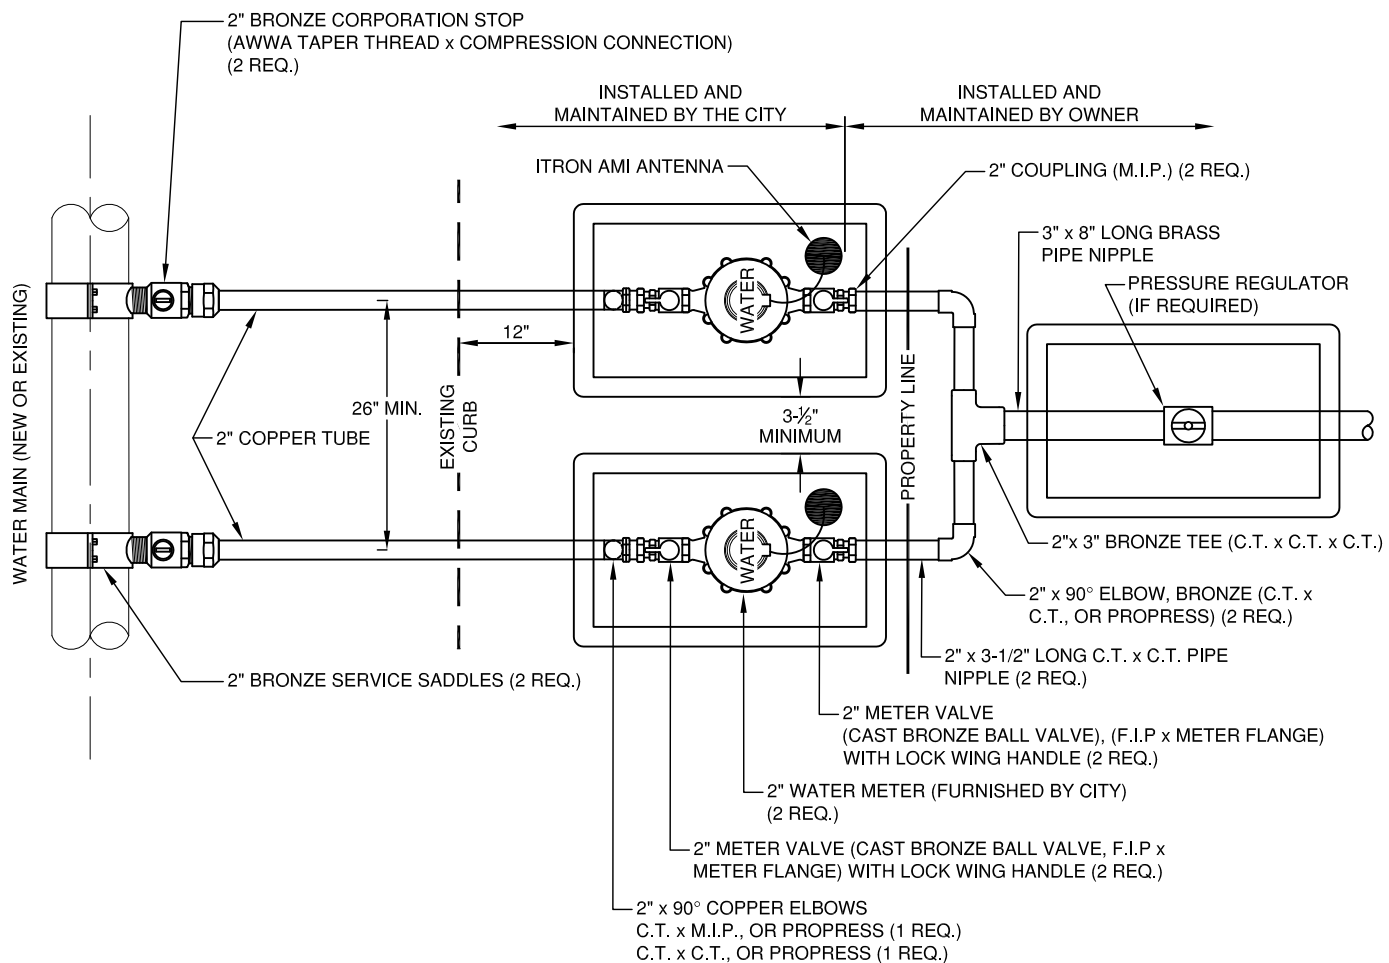 2" BRONZE CORPORATION STOP
(AWWA TAPER THREAD x COMPRESSION CONNECTION)
(2 REQ.)
INSTALLED AND
MAINTAINED BY THE CITY
INSTALLED AND
MAINTAINED BY OWNER
ITRON AMI ANTENNA
2" COUPLING (M.I.P.) (2 REQ.)
3" x 8" LONG BRASS
PIPE NIPPLE
PRESSURE REGULATOR
(IF REQUIRED)
WATER
12"
WATER MAIN (NEW OR EXISTING)
26" MIN.
EXISTING
CURB
3-½"
MINIMUM
PROPERTY LINE
2" COPPER TUBE
WATER
2"x 3" BRONZE TEE (C.T. x C.T. x C.T.)
2" x 90° ELBOW, BRONZE (C.T. x
C.T., OR PROPRESS) (2 REQ.)
2" x 3-1/2" LONG C.T. x C.T. PIPE
NIPPLE (2 REQ.)
2" BRONZE SERVICE SADDLES (2 REQ.)
2" METER VALVE
(CAST BRONZE BALL VALVE), (F.I.P x METER FLANGE)
WITH LOCK WING HANDLE (2 REQ.)
2" WATER METER (FURNISHED BY CITY)
(2 REQ.)
2" METER VALVE (CAST BRONZE BALL VALVE, F.I.P x
METER FLANGE) WITH LOCK WING HANDLE (2 REQ.)
2" x 90° COPPER ELBOWS
C.T. x M.I.P., OR PROPRESS (1 REQ.)
C.T. x C.T., OR PROPRESS (1 REQ.)